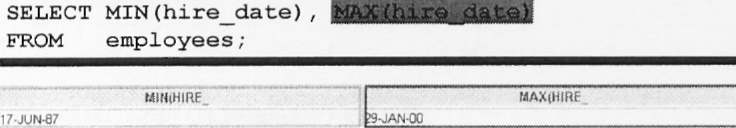 SELECT MIN(hire_date), MAX(hire_date)
FROM employees;
MIN(HIRE_ MAX(HIRE_
17-JUN-87 29-JAN-00